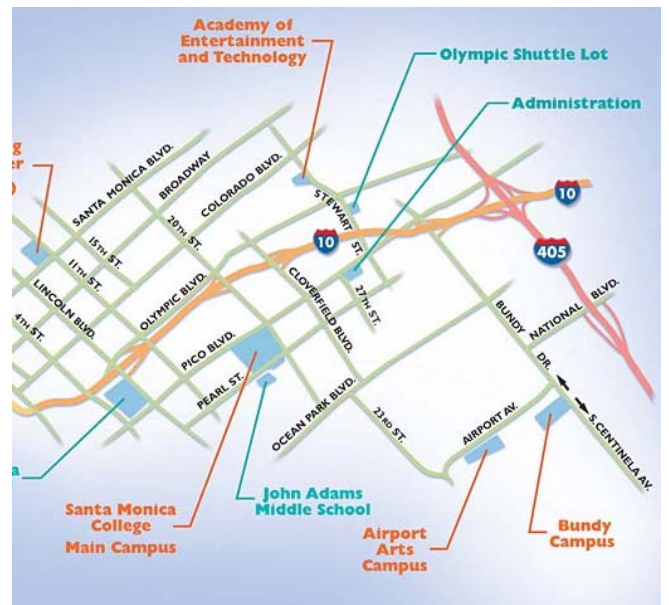 Academy of
Entertainment
and Technology
Olympic Shuttle Lot
Administration
SANTA MONICA BLVD.
BROADWAY
COLORADO BLVD.
STEWART ST.
10
10
405
15TH ST.
20TH ST.
11TH ST.
LINCOLN BLVD.
4TH ST.
OLYMPIC BLVD.
CLOVERFIELD BLVD.
27TH ST.
BUNDY DR.
NATIONAL BLVD.
PICO BLVD.
PEARL ST.
OCEAN PARK BLVD.
23RD ST.
AIRPORT AV.
S. CENTINELA AV.
Santa Monica
College
Main Campus
John Adams
Middle School
Airport
Arts
Campus
Bundy
Campus